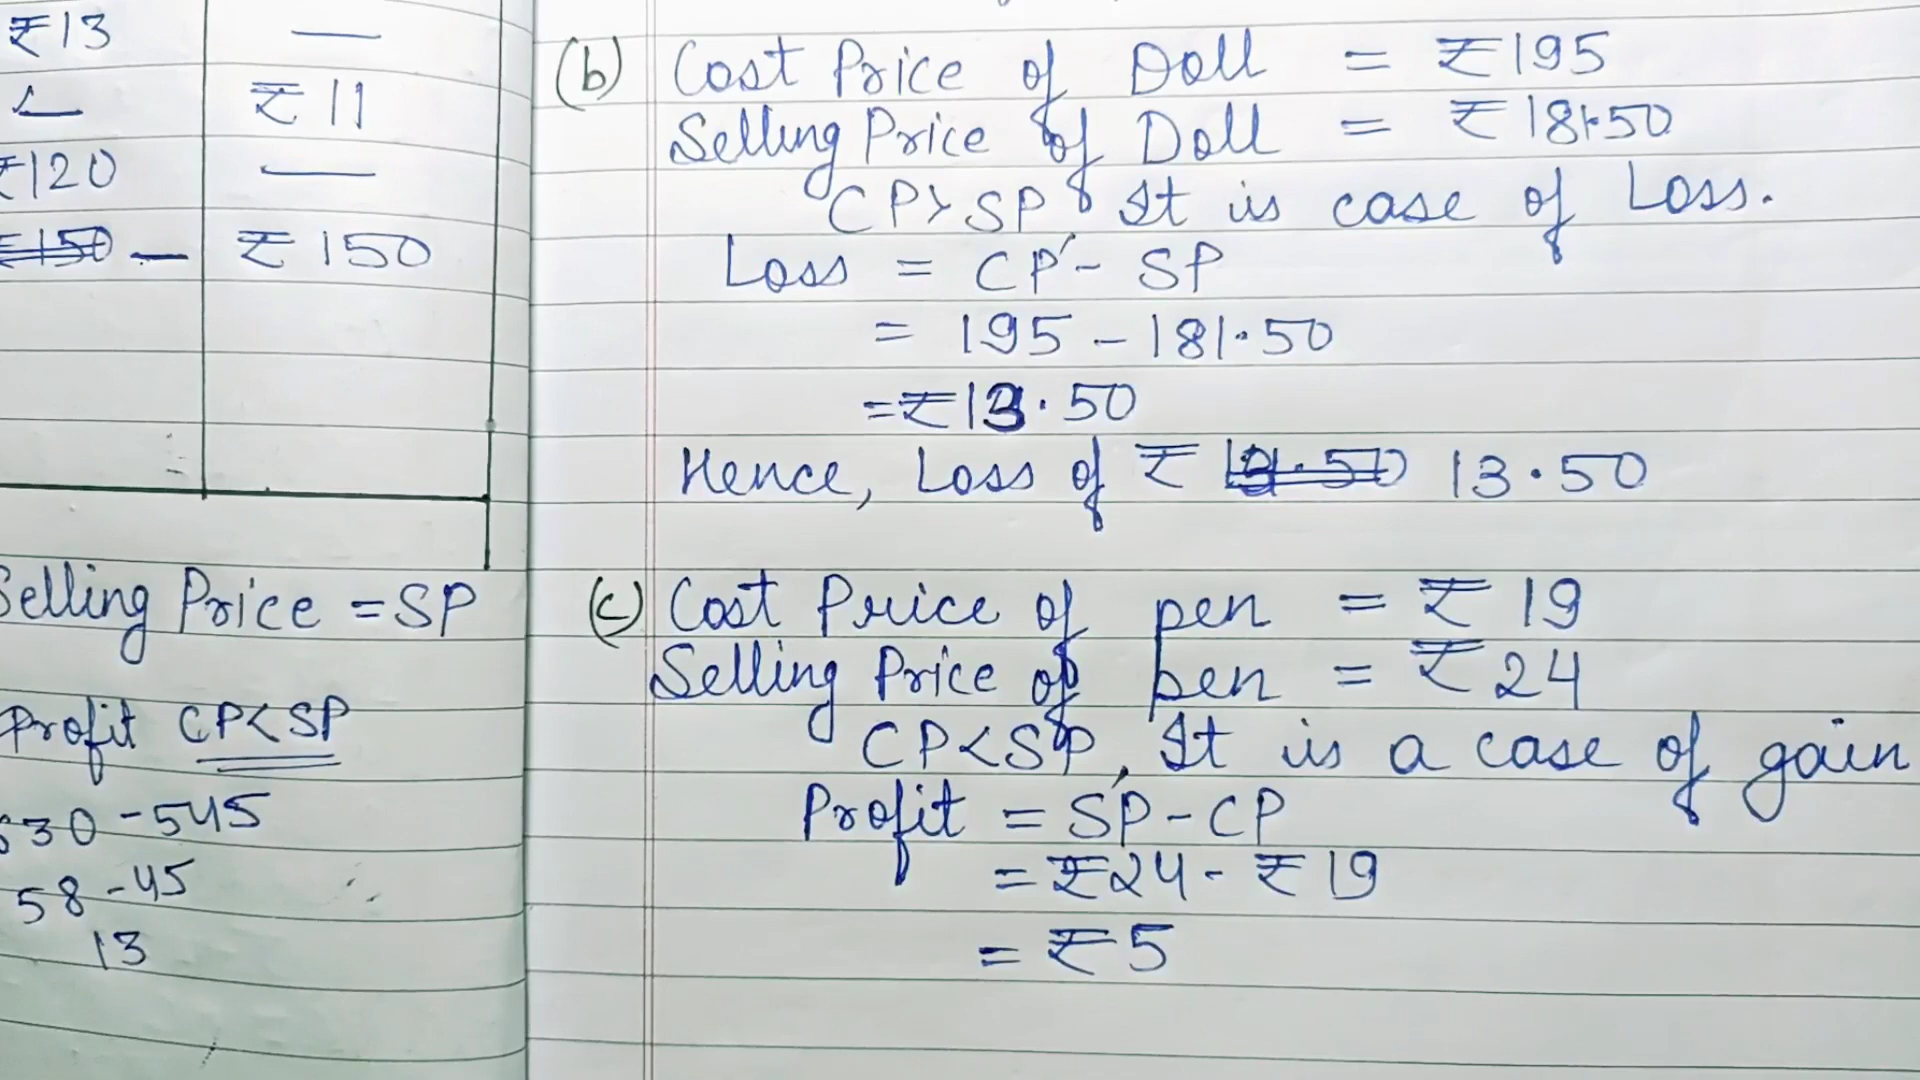 ₹13 —
— ₹11
₹120 —
₹150 — ₹150
Selling Price = SP
Profit CP<SP
630 - 545
58 - 45
13
(b) Cost Price of Doll = ₹195
Selling Price of Doll = ₹181.50
CP>SP, It is case of Loss.
Loss = CP - SP
= 195 - 181.50
= ₹13.50
Hence, Loss of ₹ 13.50
(c) Cost Price of pen = ₹ 19
Selling Price of pen = ₹24
CP<SP, It is a case of gain
Profit = SP - CP
= ₹24 - ₹19
= ₹5